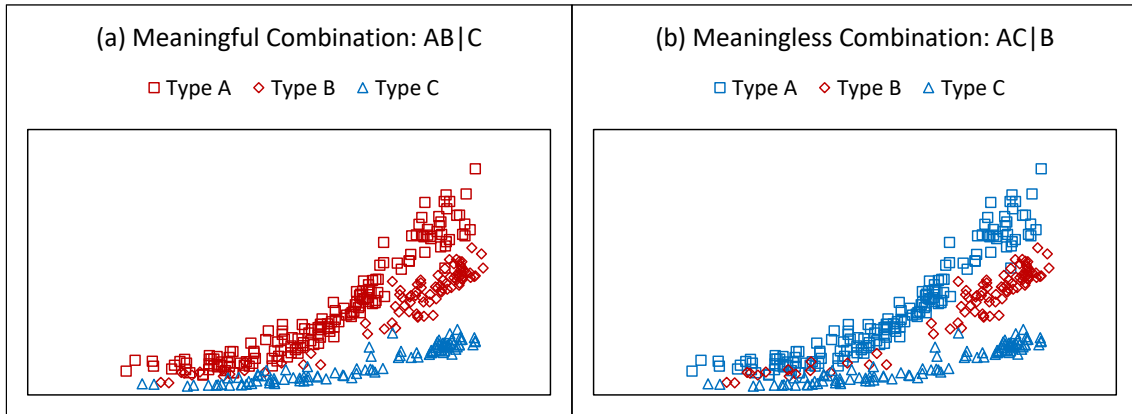 (a) Meaningful Combination: AB|C
Type A Type B Type C
(b) Meaningless Combination: AC|B
Type A Type B Type C